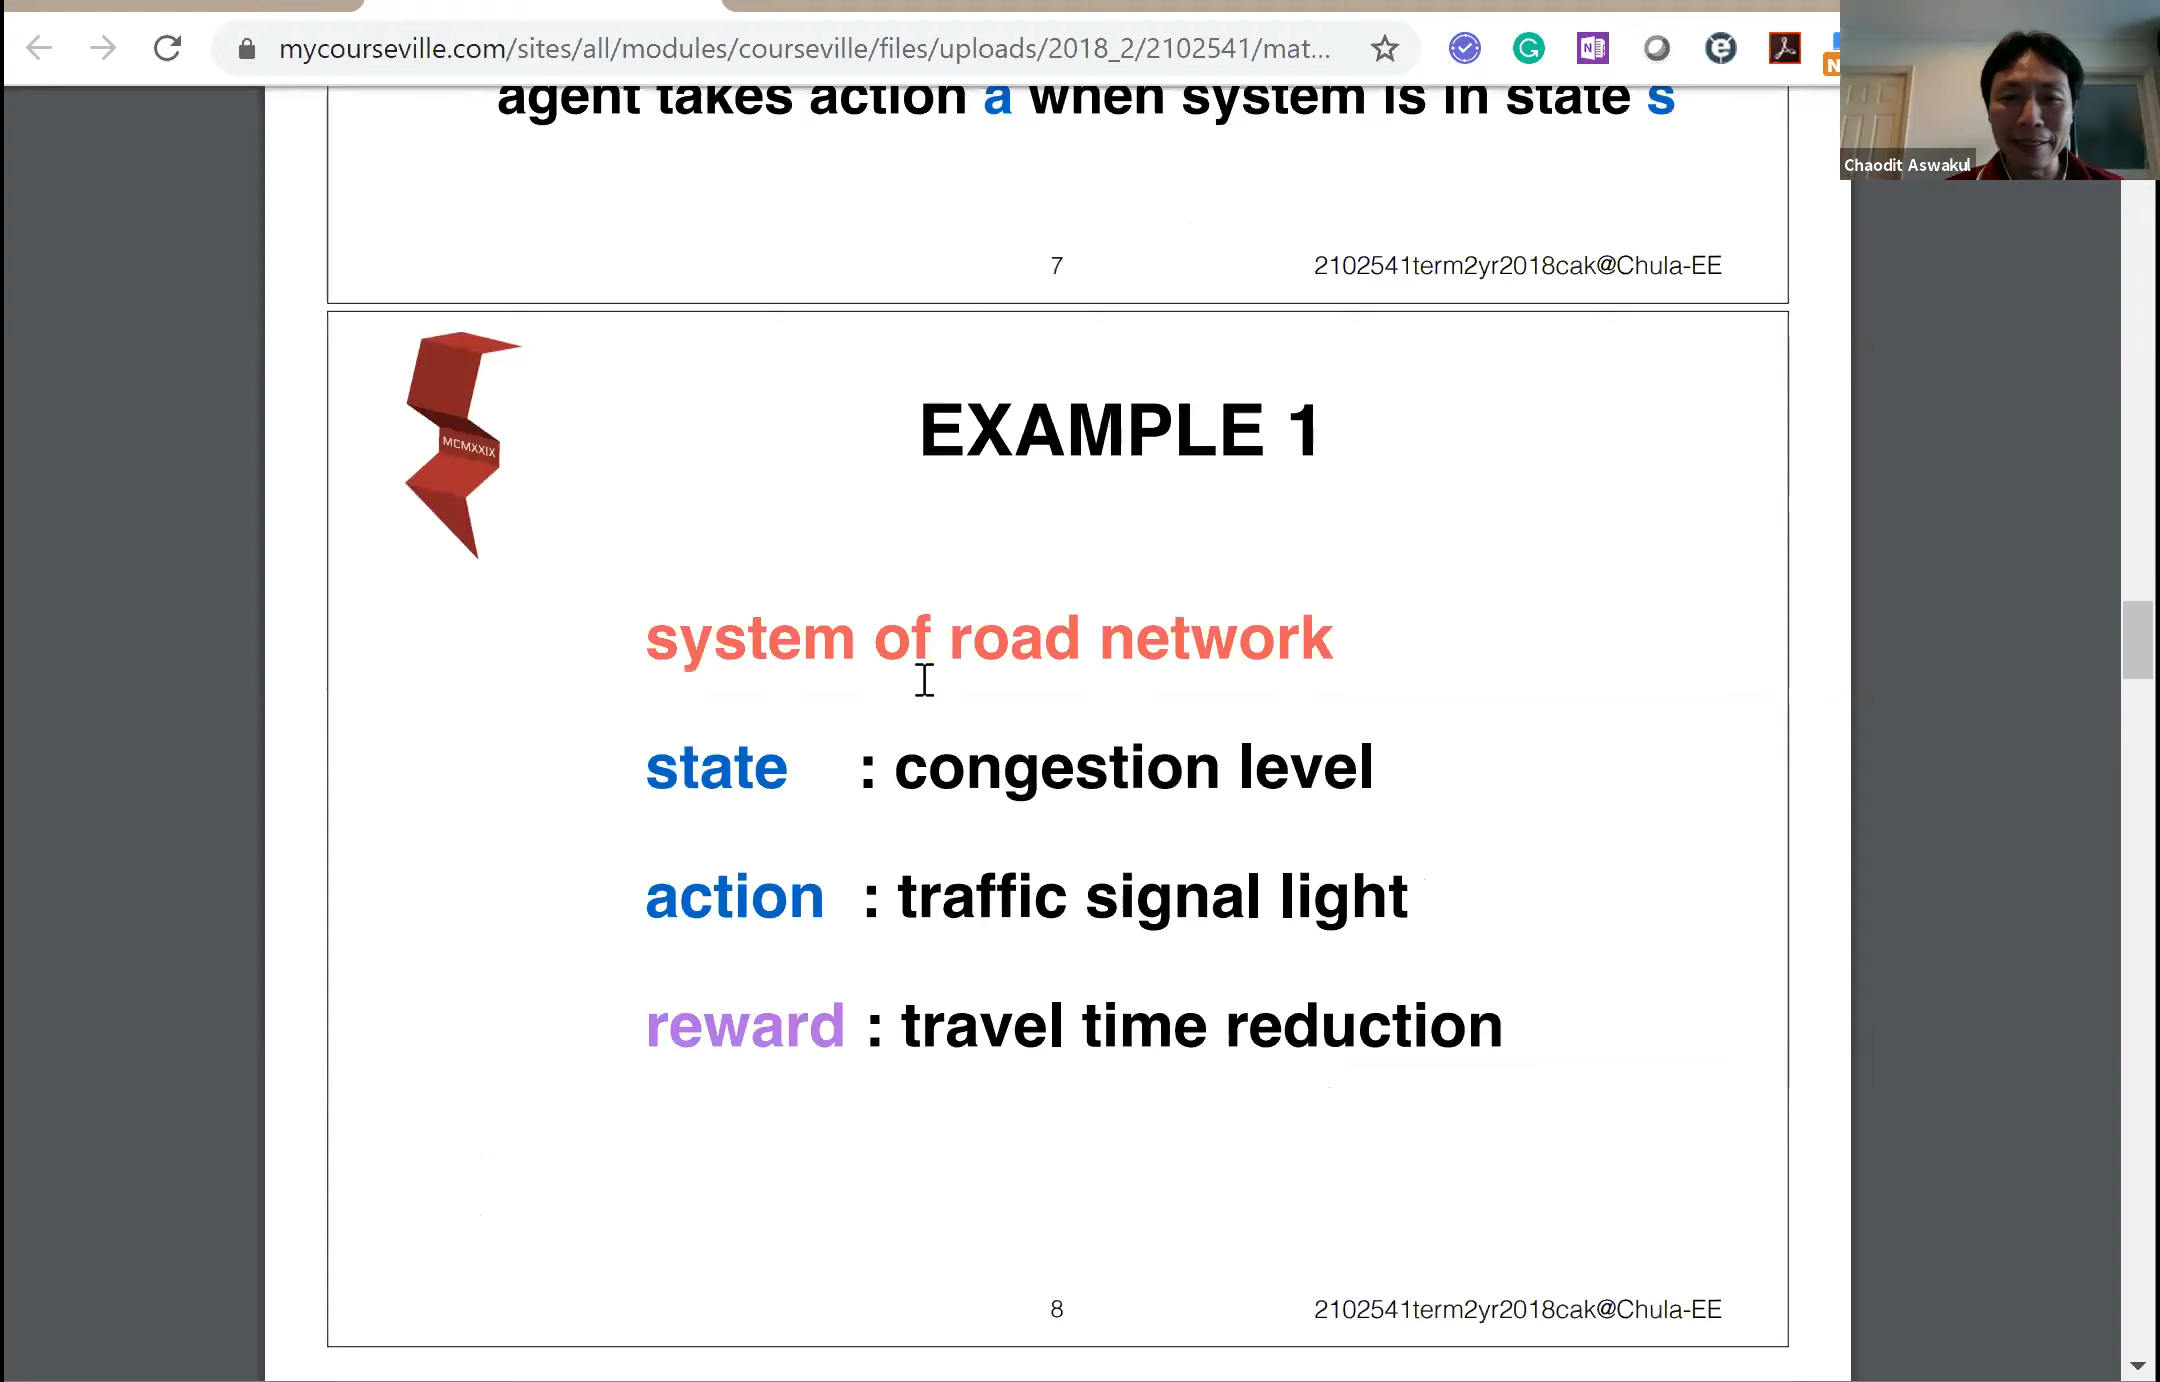 mycourseville.com/sites/all/modules/courseville/files/uploads/2018_2/2102541/mat...
Chaodit Aswakul
agent takes action a when system is in state s
7
2102541term2yr2018cak@Chula-EE
MCMXXIX
EXAMPLE 1
system of road network
state : congestion level
action : traffic signal light
reward : travel time reduction
8
2102541term2yr2018cak@Chula-EE